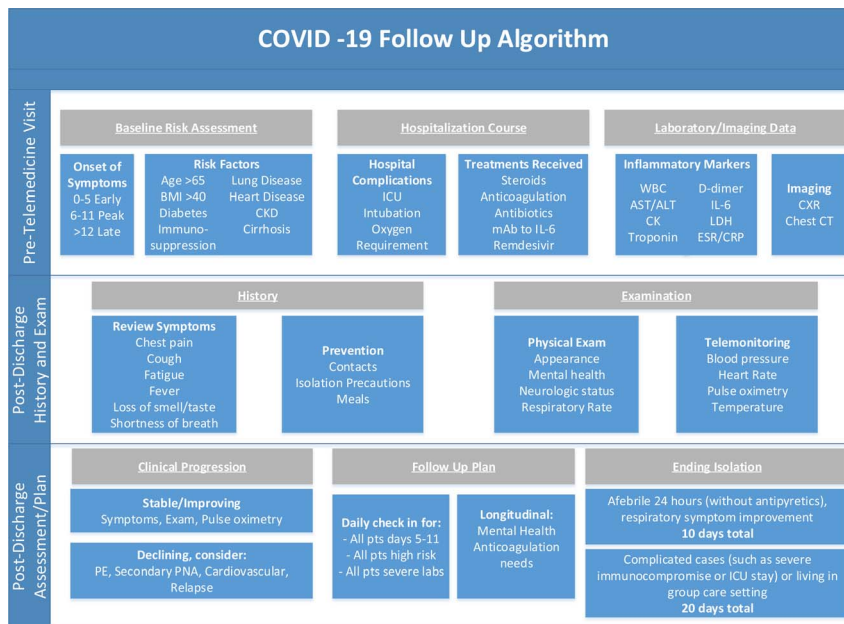 COVID -19 Follow Up Algorithm
Pre-Telemedicine Visit
Baseline Risk Assessment
Onset of
Symptoms
0-5 Early
6-11 Peak
>12 Late
Risk Factors
Age >65
BMI >40
Diabetes
Immuno-
suppression
Lung Disease
Heart Disease
CKD
Cirrhosis
Hospitalization Course
Hospital
Complications
ICU
Intubation
Oxygen
Requirement
Treatments Received
Steroids
Anticoagulation
Antibiotics
mAb to IL-6
Remdesivir
Laboratory/Imaging Data
Inflammatory Markers
WBC
AST/ALT
CK
Troponin
D-dimer
IL-6
LDH
ESR/CRP
Imaging
CXR
Chest CT
Post-Discharge
History and Exam
History
Review Symptoms
Chest pain
Cough
Fatigue
Fever
Loss of smell/taste
Shortness of breath
Prevention
Contacts
Isolation Precautions
Meals
Examination
Physical Exam
Appearance
Mental health
Neurologic status
Respiratory Rate
Telemonitoring
Blood pressure
Heart Rate
Pulse oximetry
Temperature
Post-Discharge
Assessment/Plan
Clinical Progression
Stable/Improving
Symptoms, Exam, Pulse oximetry
Declining, consider:
PE, Secondary PNA, Cardiovascular,
Relapse
Follow Up Plan
Daily check in for:
- All pts days 5-11
- All pts high risk
- All pts severe labs
Longitudinal:
Mental Health
Anticoagulation
needs
Ending Isolation
Afebrile 24 hours (without antipyretics),
respiratory symptom improvement
10 days total
Complicated cases (such as severe
immunocompromise or ICU stay) or living in
group care setting
20 days total